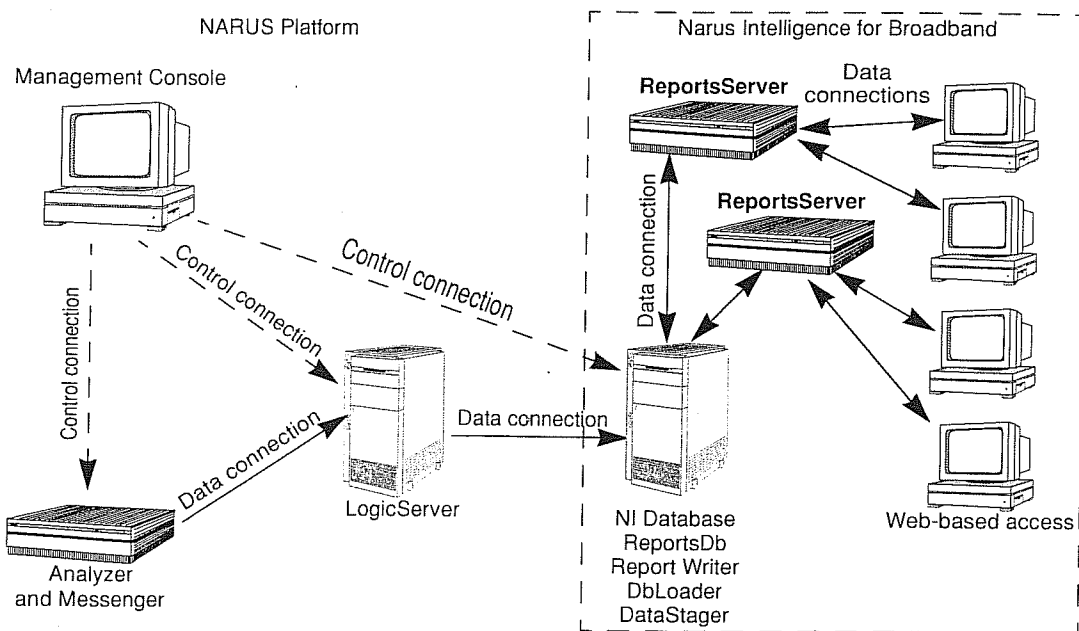 NARUS Platform
Narus Intelligence for Broadband
Management Console
ReportsServer
Data
connections
ReportsServer
Data connection
Control connection
Control connection
Control connection
Data connection
Data connection
LogicServer
Analyzer
and Messenger
NI Database
ReportsDb
Report Writer
DbLoader
DataStager
Web-based access